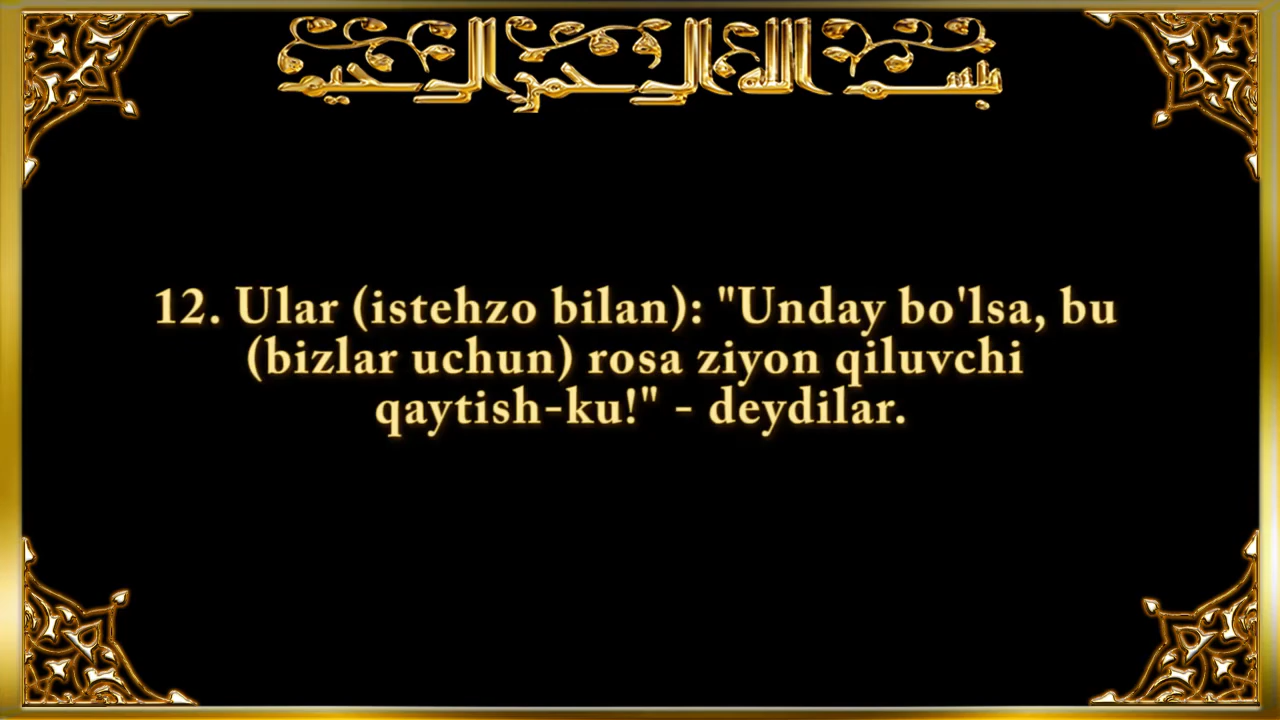 بسم الله الرحمن الرحيم
12. Ular (istehzo bilan): "Unday bo'lsa, bu
(bizlar uchun) rosa ziyon qiluvchi
qaytish-ku!" - deydilar.